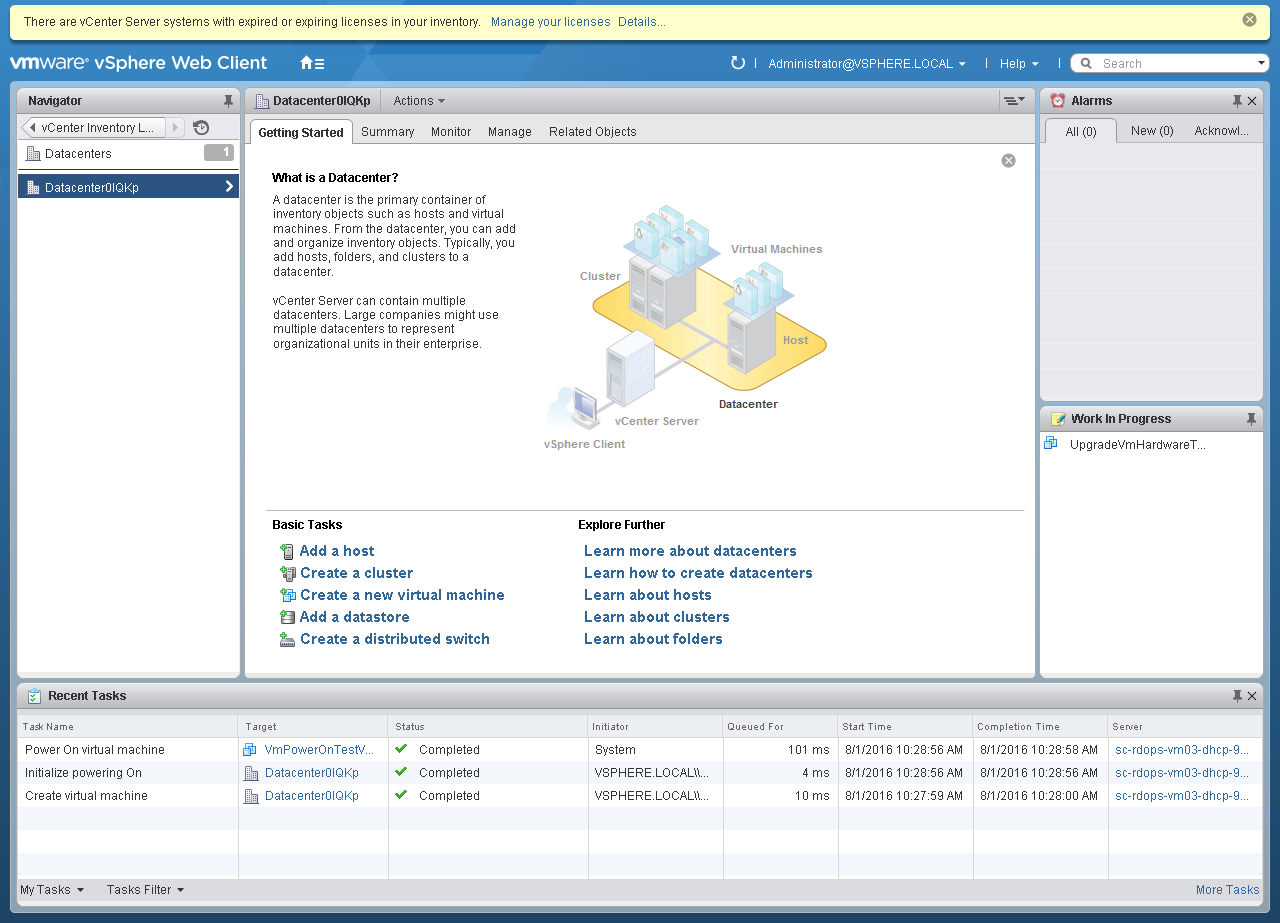 There are vCenter Server systems with expired or expiring licenses in your inventory. Manage your licenses Details...
vmware® vSphere Web Client
Administrator@VSPHERE.LOCAL
Help
Search
Navigator
vCenter Inventory L...
Datacenters 1
Datacenter0IQKp
Datacenter0IQKp Actions
Getting Started Summary Monitor Manage Related Objects
What is a Datacenter?
A datacenter is the primary container of
inventory objects such as hosts and virtual
machines. From the datacenter, you can add
and organize inventory objects. Typically, you
add hosts, folders, and clusters to a
datacenter.
vCenter Server can contain multiple
datacenters. Large companies might use
multiple datacenters to represent
organizational units in their enterprise.
Virtual Machines
Cluster
Host
Datacenter
vCenter Server
vSphere Client
Basic Tasks
Add a host
Create a cluster
Create a new virtual machine
Add a datastore
Create a distributed switch
Explore Further
Learn more about datacenters
Learn how to create datacenters
Learn about hosts
Learn about clusters
Learn about folders
Alarms
All (0) New (0) Acknowl...
Work In Progress
UpgradeVmHardwareT...
Recent Tasks
Task Name Target Status Initiator Queued For Start Time Completion Time Server
Power On virtual machine VmPowerOnTestV... Completed System 101 ms 8/1/2016 10:28:56 AM 8/1/2016 10:28:58 AM sc-rdops-vm03-dhcp-9...
Initialize powering On Datacenter0IQKp Completed VSPHERE.LOCAL\\... 4 ms 8/1/2016 10:28:56 AM 8/1/2016 10:28:56 AM sc-rdops-vm03-dhcp-9...
Create virtual machine Datacenter0IQKp Completed VSPHERE.LOCAL\\... 10 ms 8/1/2016 10:27:59 AM 8/1/2016 10:28:00 AM sc-rdops-vm03-dhcp-9...
My Tasks Tasks Filter More Tasks